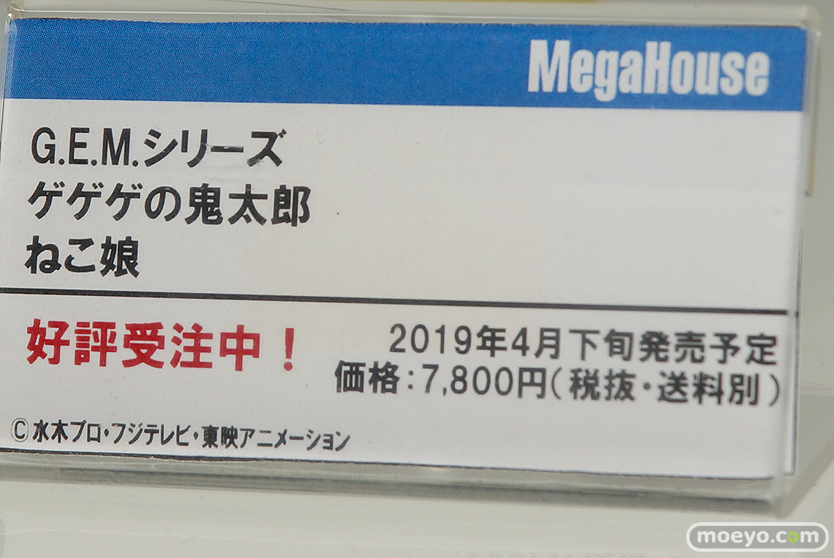 MegaHouse
G.E.M.シリーズ
ゲゲゲの鬼太郎
ねこ娘
好評受注中！
2019年4月下旬発売予定
価格：7,800円（税抜・送料別）
©水木プロ・フジテレビ・東映アニメーション
moeyo.com